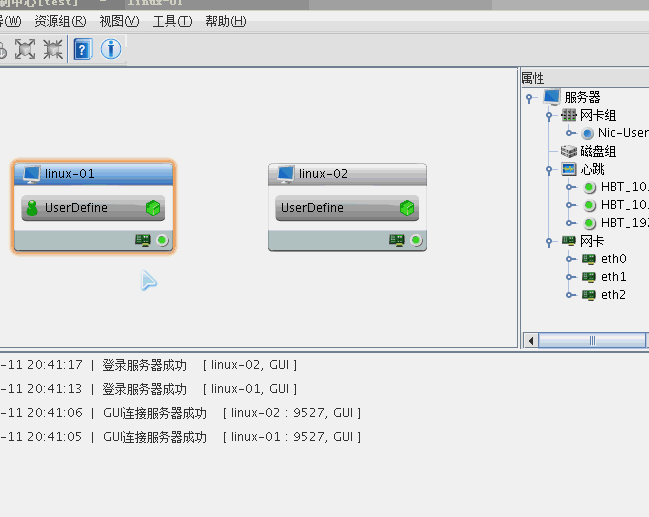 制中心[test] - linux-01
(W) 资源组(R) 视图(V) 工具(T) 帮助(H)
属性
服务器
网卡组
Nic-User
磁盘组
心跳
HBT_10.
HBT_10.
HBT_192
网卡
eth0
eth1
eth2
linux-01
UserDefine
linux-02
UserDefine
-11 20:41:17 | 登录服务器成功 [ linux-02, GUI ]
-11 20:41:13 | 登录服务器成功 [ linux-01, GUI ]
-11 20:41:06 | GUI连接服务器成功 [ linux-02 : 9527, GUI ]
-11 20:41:05 | GUI连接服务器成功 [ linux-01 : 9527, GUI ]